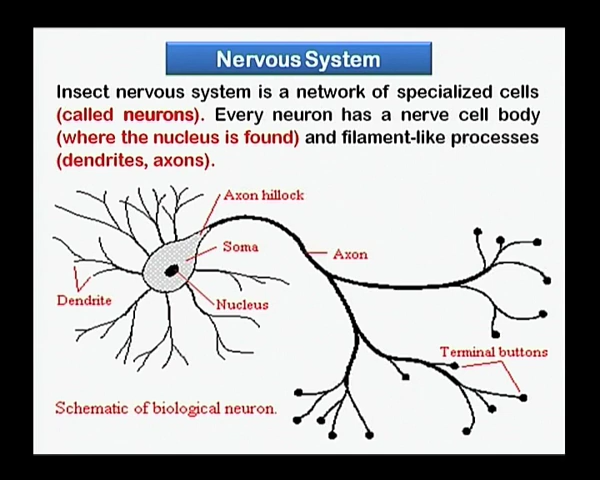 Nervous System
Insect nervous system is a network of specialized cells
(called neurons). Every neuron has a nerve cell body
(where the nucleus is found) and filament-like processes
(dendrites, axons).
Axon hillock
Soma
Axon
Dendrite
Nucleus
Terminal buttons
Schematic of biological neuron.